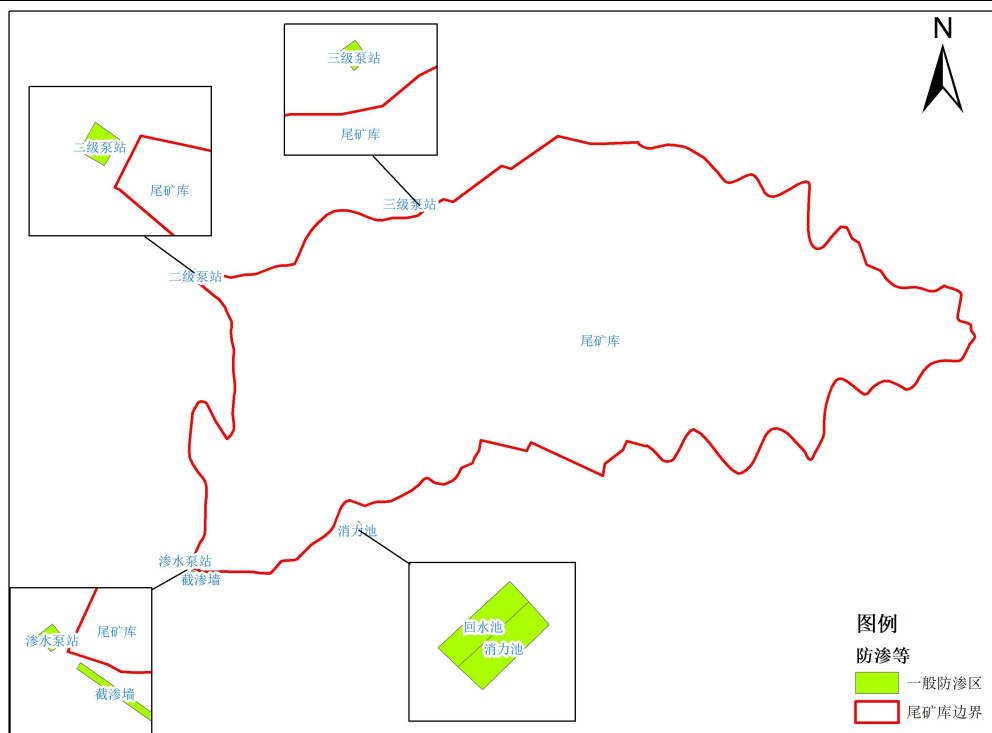 N
三级泵站
尾矿库
三级泵站
尾矿库
三级泵站
二级泵站
尾矿库
消力池
渗水泵站
截渗墙
渗水泵站
尾矿库
截渗墙
回水池
消力池
图例
防渗等
一般防渗区
尾矿库边界